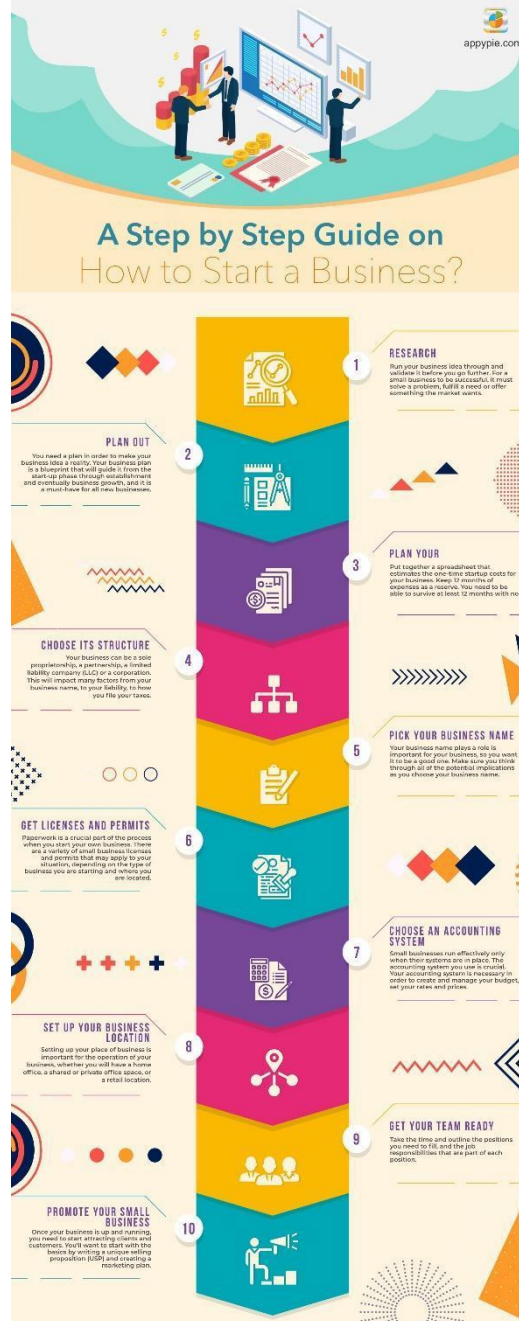 appypie.com
A Step by Step Guide on
How to Start a Business?
1
RESEARCH
Run your business idea through and
validate it before you go further. For a
small business to be successful, it must
solve a problem, fulfill a need or offer
something the market wants.
2
PLAN OUT
You need a plan in order to make your
business idea a reality. Your business plan
is a blueprint that will guide it from the
start-up phase through establishment
and eventually business growth, and it is
a must-have for all new businesses.
3
PLAN YOUR
Put together a spreadsheet that
estimates the one-time startup costs for
your business. Keep 12 months of
expenses as a reserve. You need to be
able to survive at least 12 months with no
4
CHOOSE ITS STRUCTURE
Your business can be a sole
proprietorship, a partnership, a limited
liability company (LLC) or a corporation.
This will impact many factors from your
business name, to your liability, to how
you file your taxes.
5
PICK YOUR BUSINESS NAME
Your business name plays a role is
important for your business, so you want
it to be a good one. Make sure you think
through all of the potential implications
as you choose your business name.
6
GET LICENSES AND PERMITS
Paperwork is a crucial part of the process
when you start your own business. There
are a variety of small business licenses
and permits that may apply to your
situation, depending on the type of
business you are starting and where you
are located.
7
CHOOSE AN ACCOUNTING
SYSTEM
Small businesses run effectively only
when their systems are in place. The
accounting system you use is crucial.
Your accounting system is necessary in
order to create and manage your budget,
set your rates and prices.
8
SET UP YOUR BUSINESS
LOCATION
Setting up your place of business is
important for the operation of your
business, whether you will have a home
office, a shared or private office space, or
a retail location.
9
GET YOUR TEAM READY
Take the time and outline the positions
you need to fill, and the job
responsibilities that are part of each
position.
10
PROMOTE YOUR SMALL
BUSINESS
Once your business is up and running,
you need to start attracting clients and
customers. You'll want to start with the
basics by writing a unique selling
proposition (USP) and creating a
marketing plan.